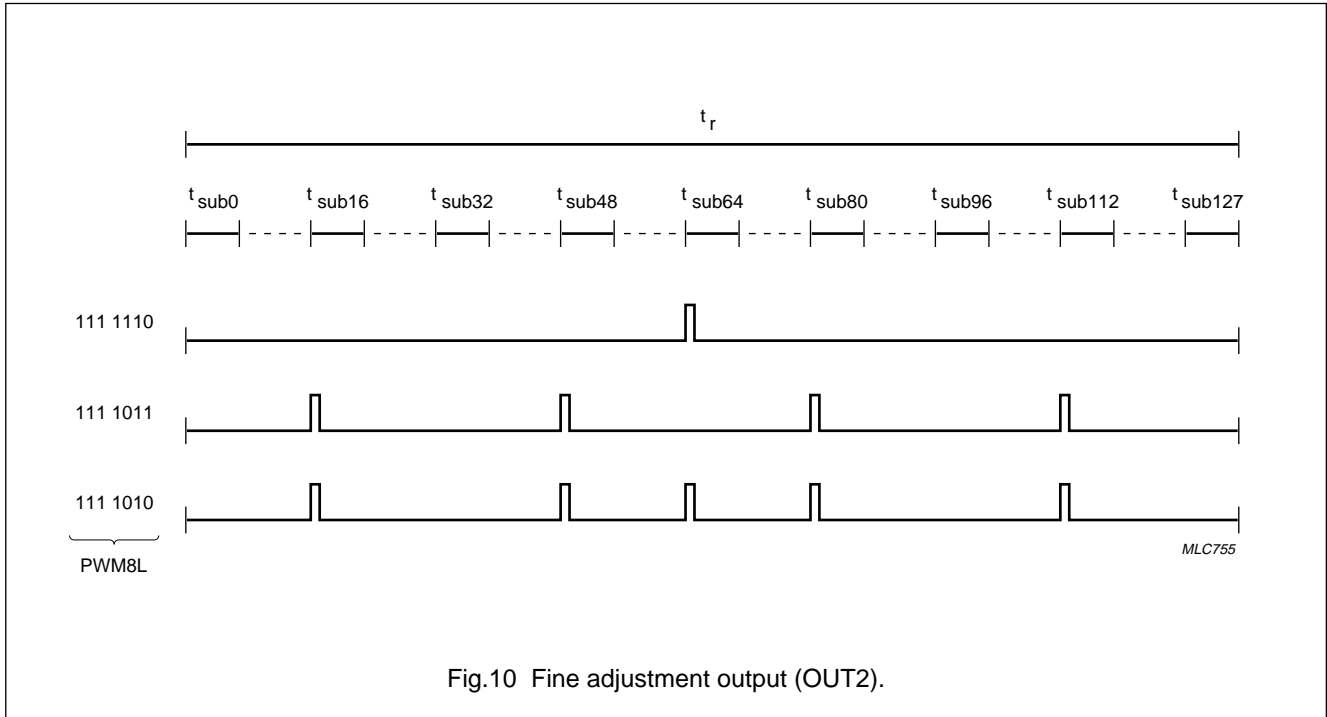 t r
t sub0 t sub16 t sub32 t sub48 t sub64 t sub80 t sub96 t sub112 t sub127
111 1110
111 1011
111 1010
PWM8L
MLC755
Fig.10 Fine adjustment output (OUT2).